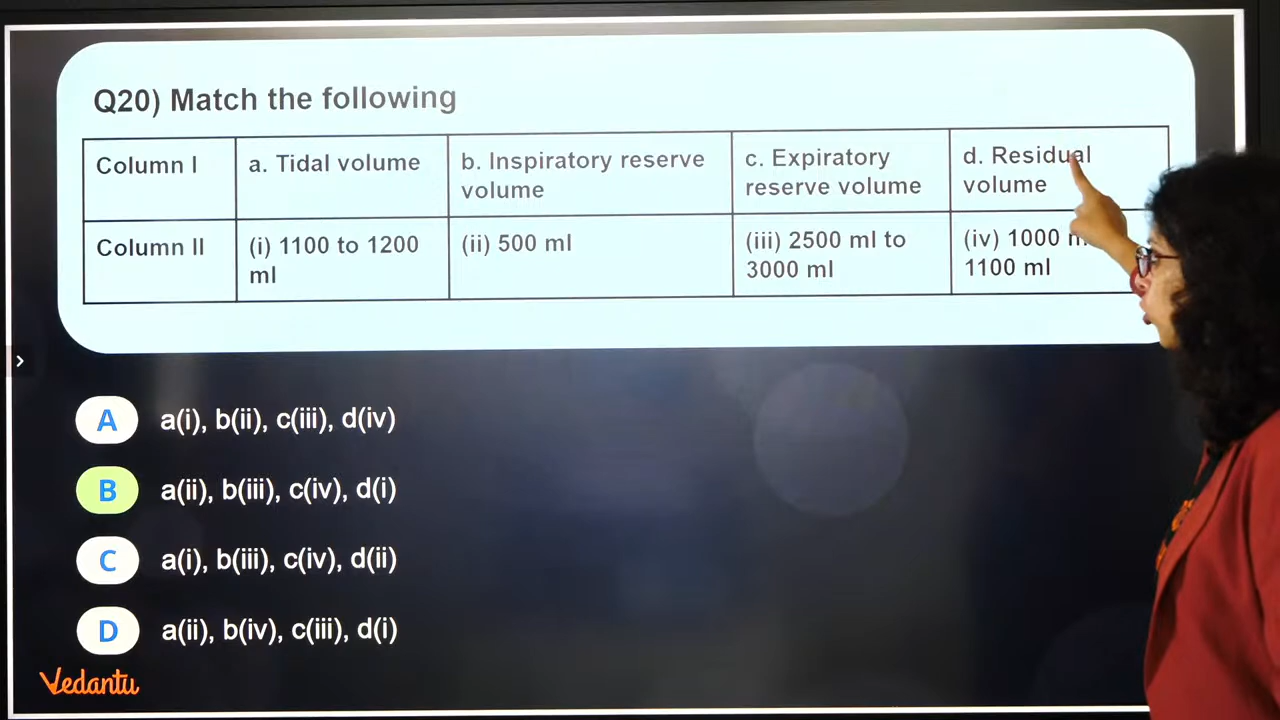 Q20) Match the following
Column I
a. Tidal volume
b. Inspiratory reserve
volume
c. Expiratory
reserve volume
d. Residual
volume
Column II
(i) 1100 to 1200
ml
(ii) 500 ml
(iii) 2500 ml to
3000 ml
(iv) 1000
1100 ml
A a(i), b(ii), c(iii), d(iv)
B a(ii), b(iii), c(iv), d(i)
C a(i), b(iii), c(iv), d(ii)
D a(ii), b(iv), c(iii), d(i)
Vedantu